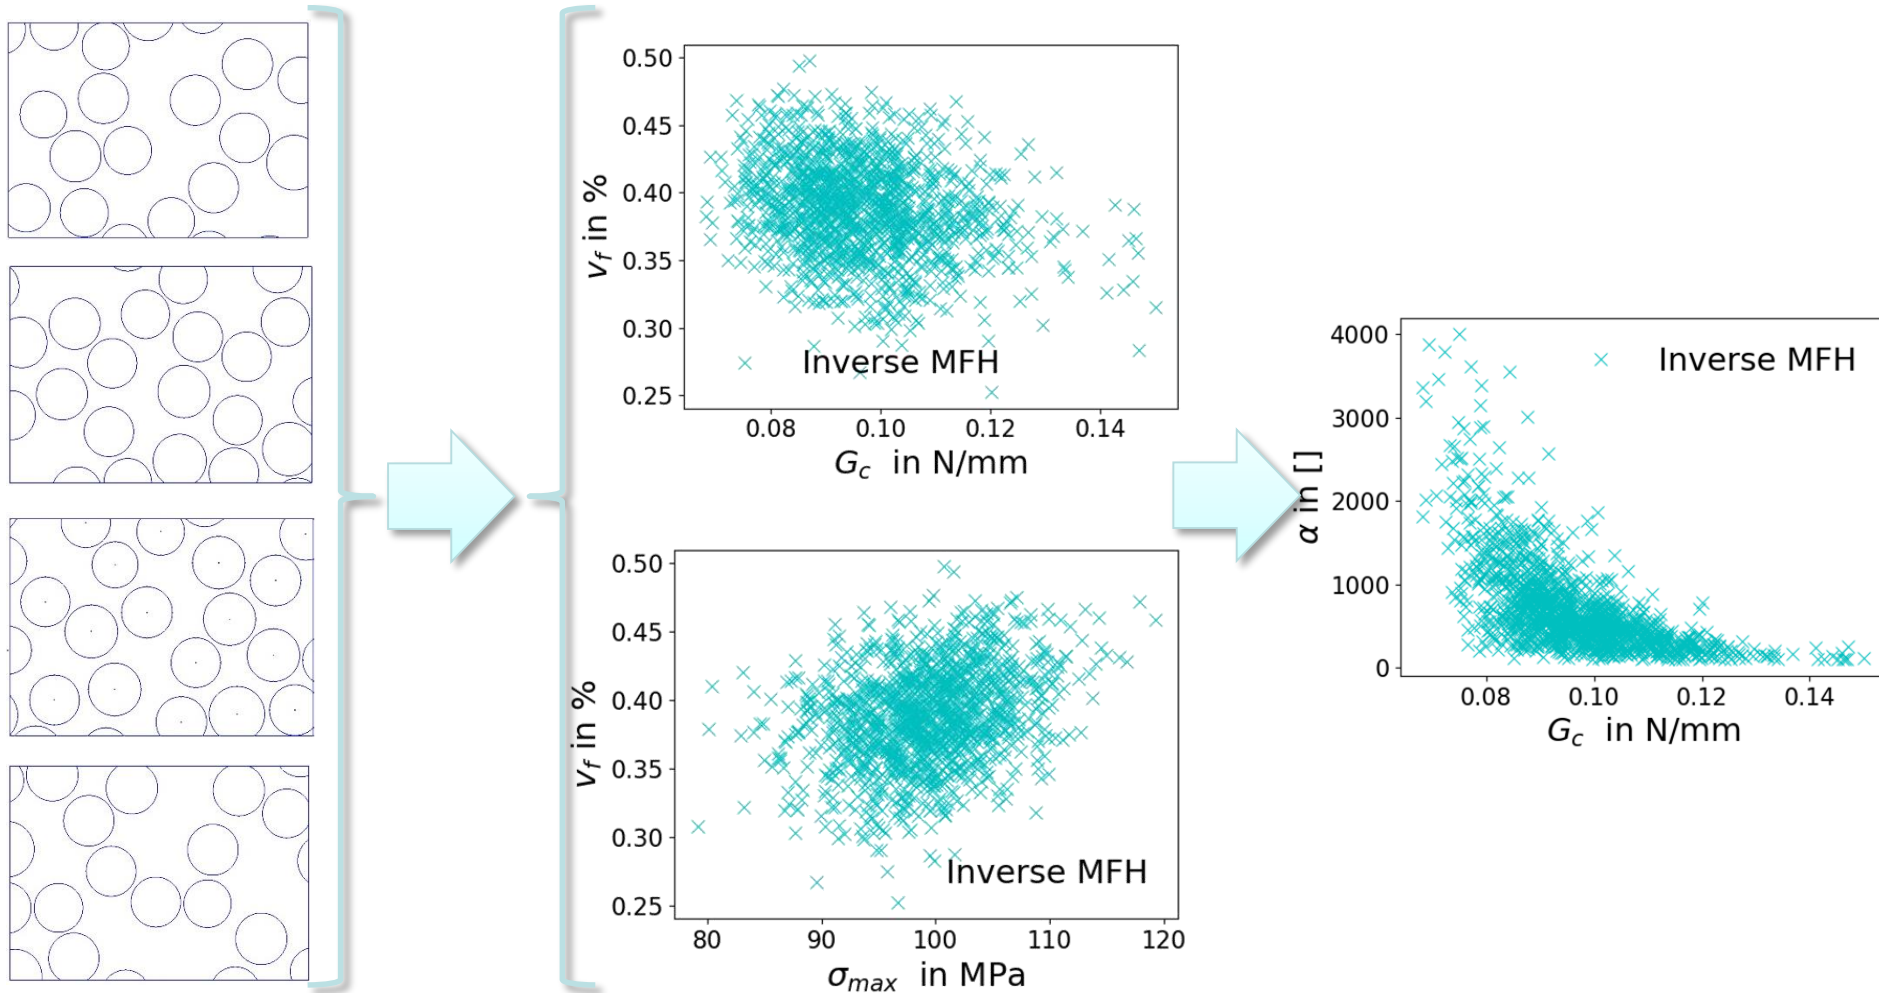 0.50
0.45
0.40
0.35
0.30
0.25
v_f in %
Inverse MFH
0.08 0.10 0.12 0.14
G_c in N/mm
0.50
0.45
0.40
0.35
0.30
0.25
v_f in %
Inverse MFH
80 90 100 110 120
σ_max in MPa
4000
3000
2000
1000
0
α in []
Inverse MFH
0.08 0.10 0.12 0.14
G_c in N/mm